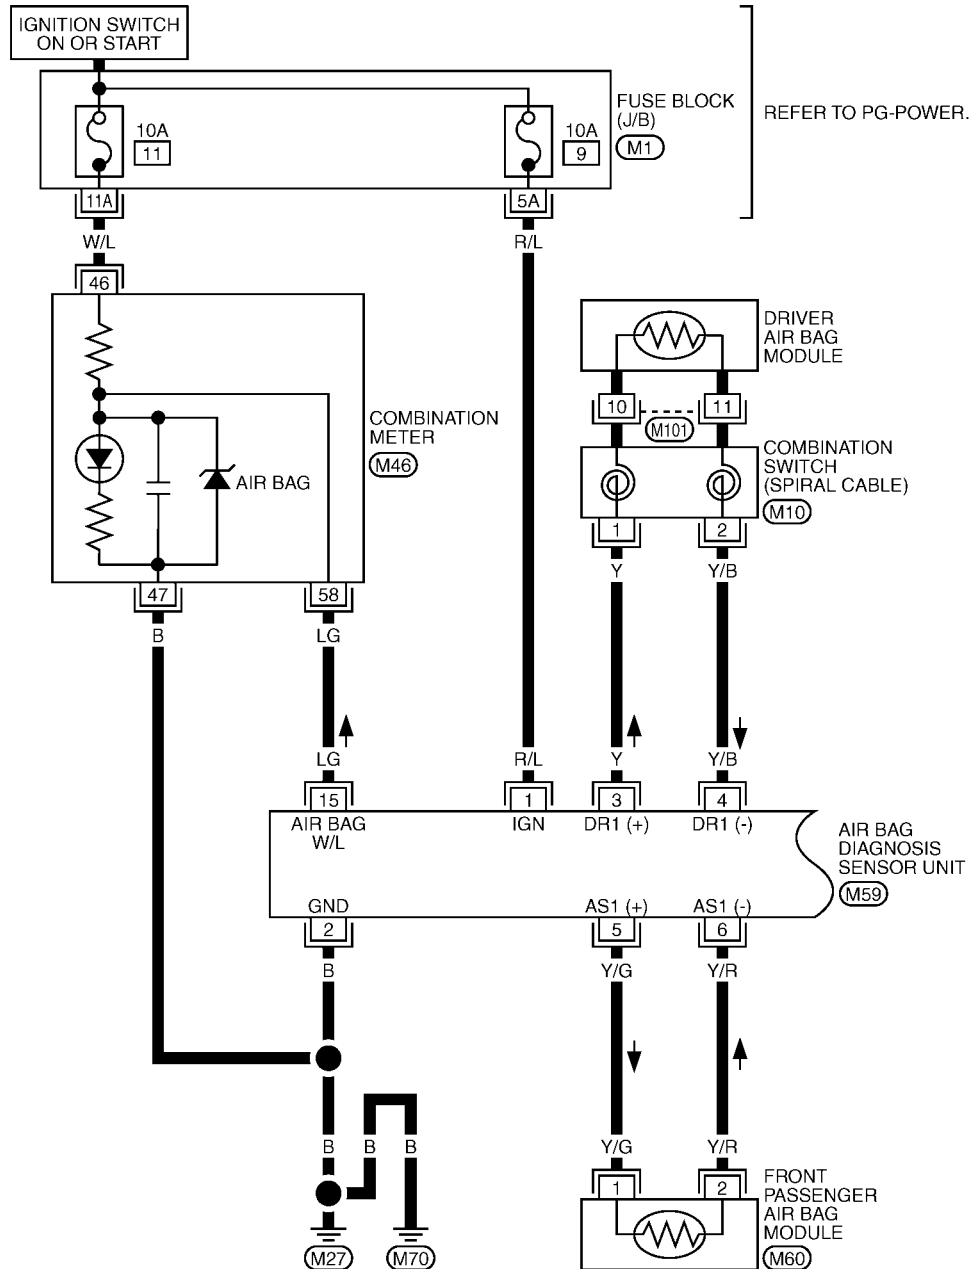 IGNITION SWITCH
ON OR START
FUSE BLOCK
(J/B)
M1
REFER TO PG-POWER.
10A
11
10A
9
11A
5A
W/L
R/L
46
DRIVER
AIR BAG
MODULE
10
11
M101
COMBINATION
METER
M46
AIR BAG
COMBINATION
SWITCH
(SPIRAL CABLE)
M10
1
2
Y
Y/B
47
58
B
LG
LG
R/L
Y
Y/B
15
1
3
4
AIR BAG
W/L
IGN
DR1 (+)
DR1 (-)
AIR BAG
DIAGNOSIS
SENSOR UNIT
M59
GND
AS1 (+)
AS1 (-)
2
5
6
B
Y/G
Y/R
B
B
B
Y/G
Y/R
1
2
FRONT
PASSENGER
AIR BAG
MODULE
M60
M27
M70